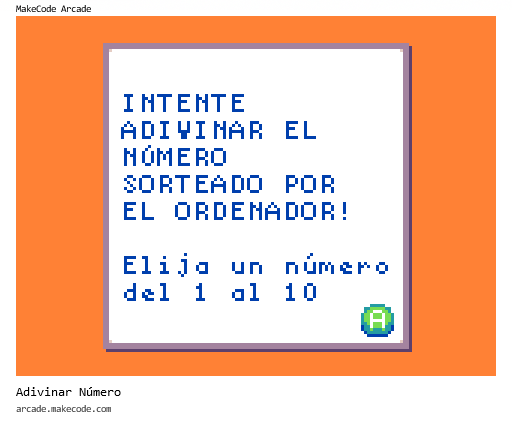 MakeCode Arcade
INTENTE
ADIVINAR EL
NÚMERO
SORTEADO POR
EL ORDENADOR!
Elija un número
del 1 al 10
A
Adivinar Número
arcade.makecode.com